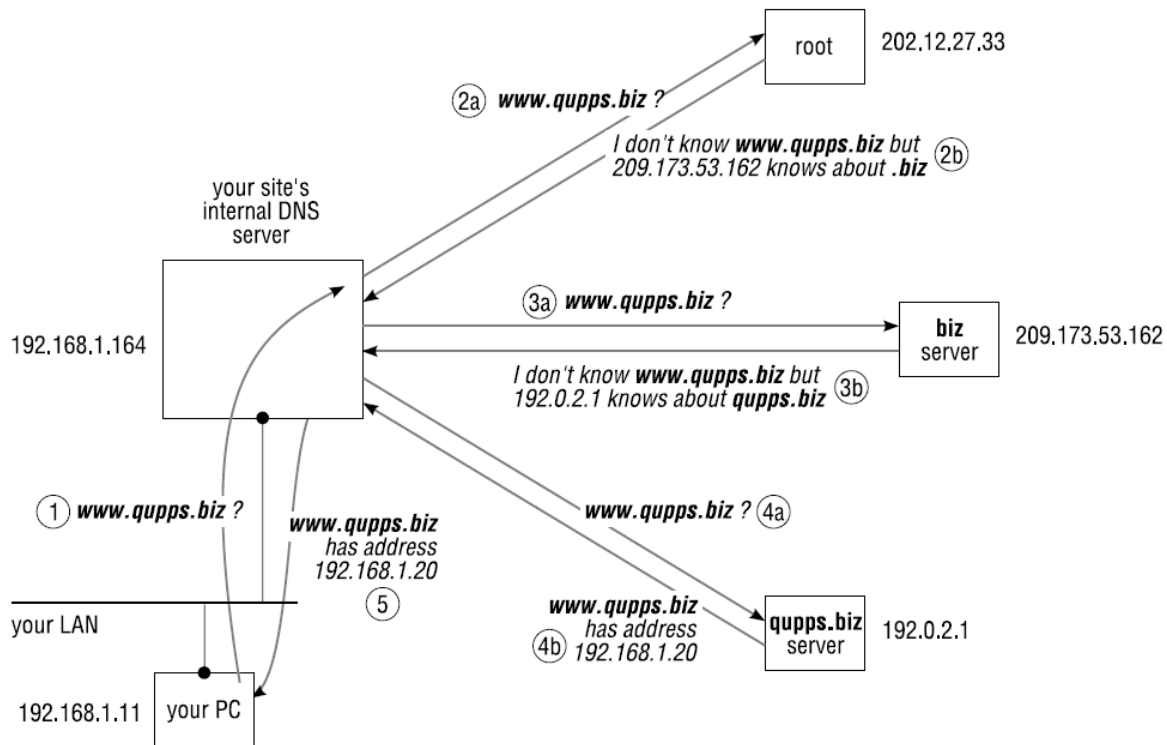 root
202.12.27.33
2a www.qupps.biz ?
I don't know www.qupps.biz but
209.173.53.162 knows about .biz
2b
your site's
internal DNS
server
192.168.1.164
3a www.qupps.biz ?
biz
server
209.173.53.162
I don't know www.qupps.biz but
192.0.2.1 knows about qupps.biz
3b
1 www.qupps.biz ?
www.qupps.biz
has address
192.168.1.20
5
www.qupps.biz ? 4a
www.qupps.biz
has address
4b 192.168.1.20
qupps.biz
server
192.0.2.1
your LAN
192.168.1.11
your PC